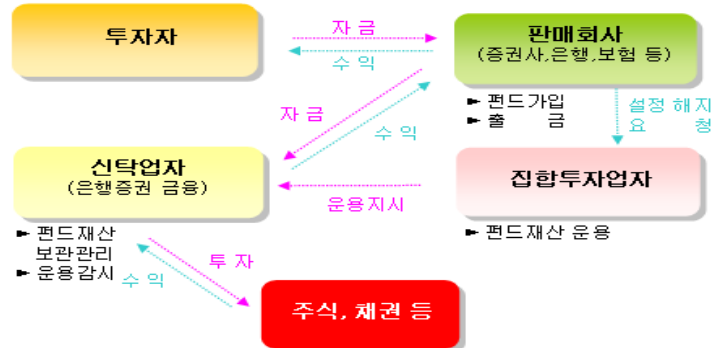 투자자
자 금
수 익
판매회사
(증권사,은행,보험 등)
► 펀드가입
► 출 금
설정 해지
요 청
자 금
수 익
신탁업자
(은행증권 금융)
운용지시
집합투자업자
► 펀드재산
보관관리
► 운용감시
► 펀드재산 운용
투 자
수 익
주식, 채권 등